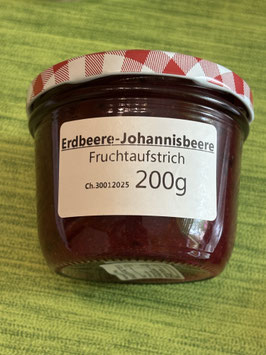 Erdbeere-Johannisbeere
Fruchtaufstrich
Ch.30012025 200g